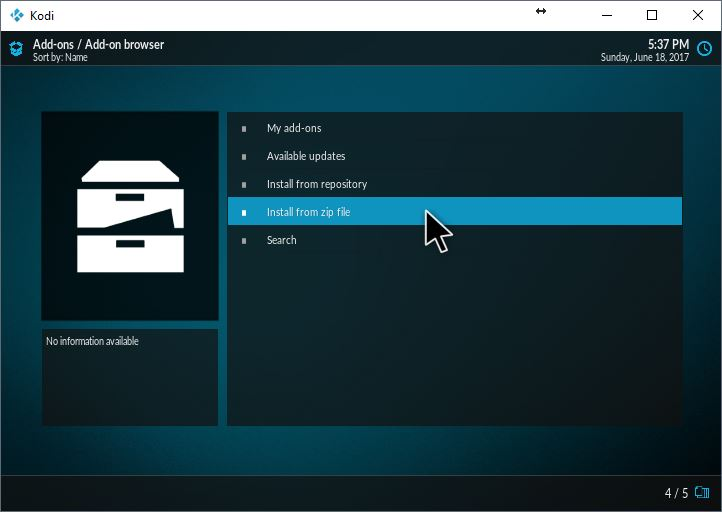 Kodi
Add-ons / Add-on browser
Sort by: Name
5:37 PM
Sunday, June 18, 2017
My add-ons
Available updates
Install from repository
Install from zip file
Search
No information available
4 / 5